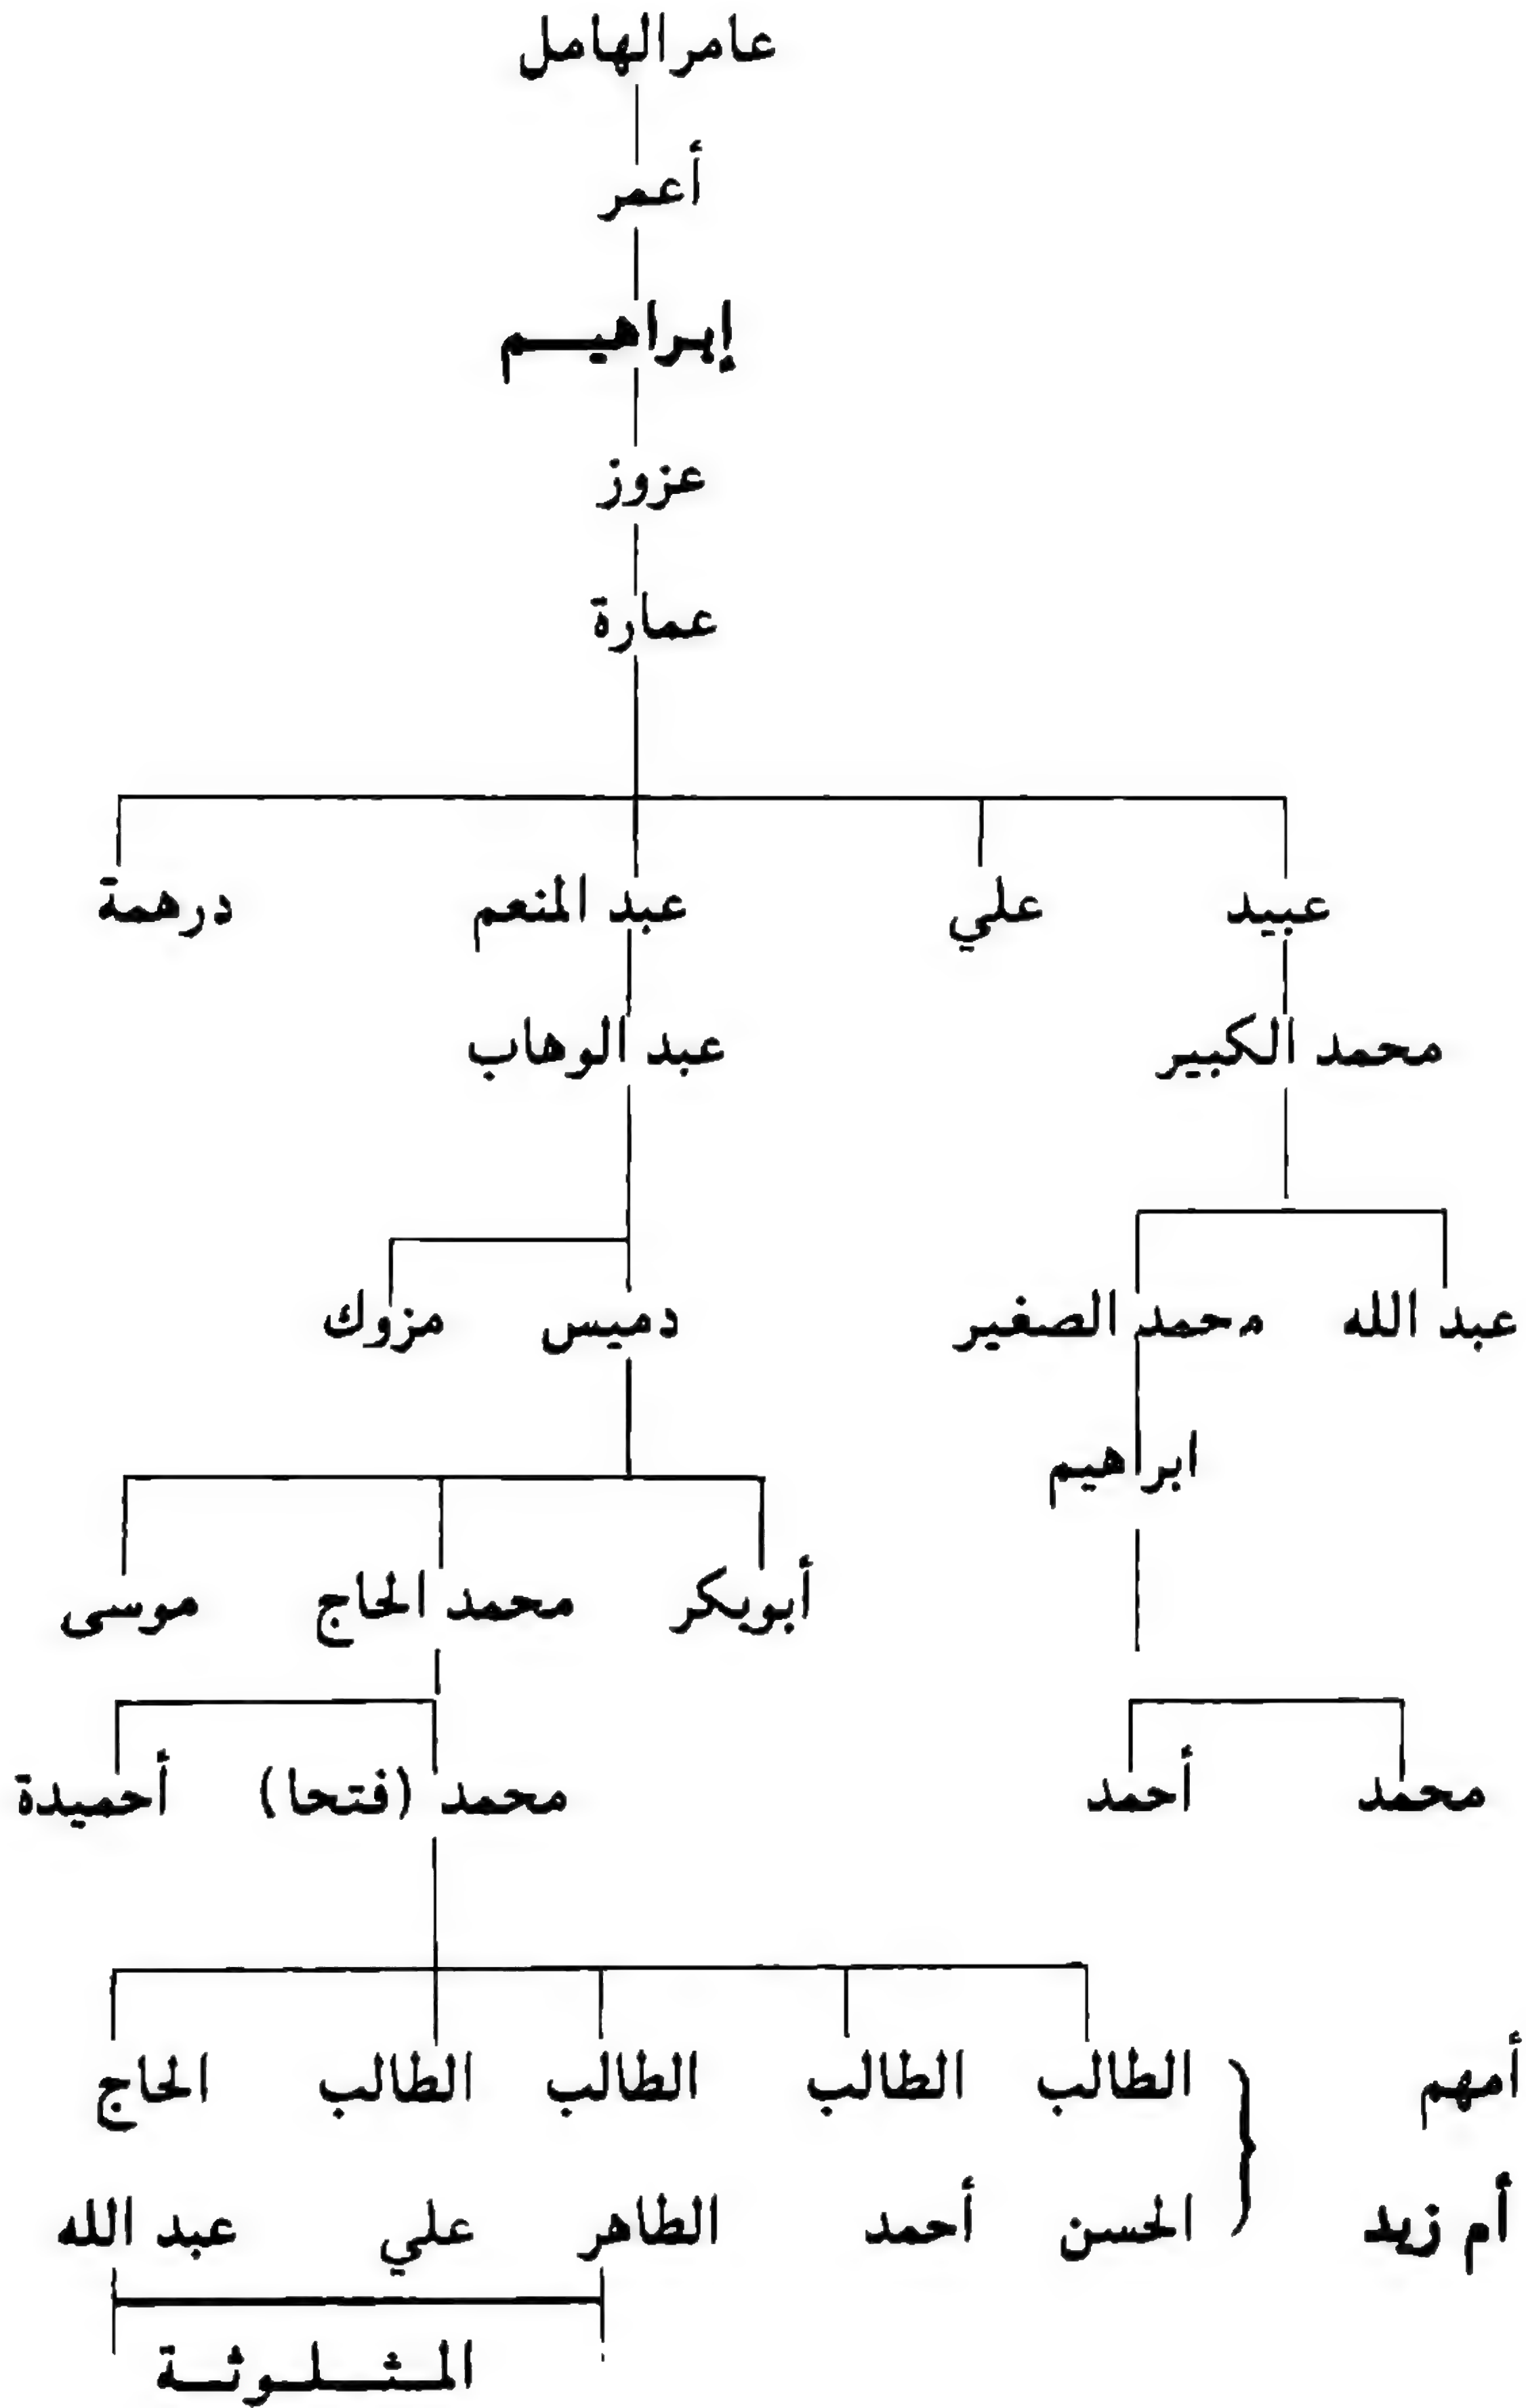 عامر الهامل
أعمر
إبراهيم
عزوز
عمارة
عبيد علي عبد المنعم درهمة
محمد الكبير عبد الوهاب
عبد الله محمد الصغير دميس مزوك
ابراهيم
أبوبكر محمد الحاج موسى
محمد أحمد محمد (فتحا) أحميدة
أمهم الطالب الطالب الطالب الطالب الحاج
أم زيد الحسن أحمد الطاهر علي عبد الله
المثلوثة